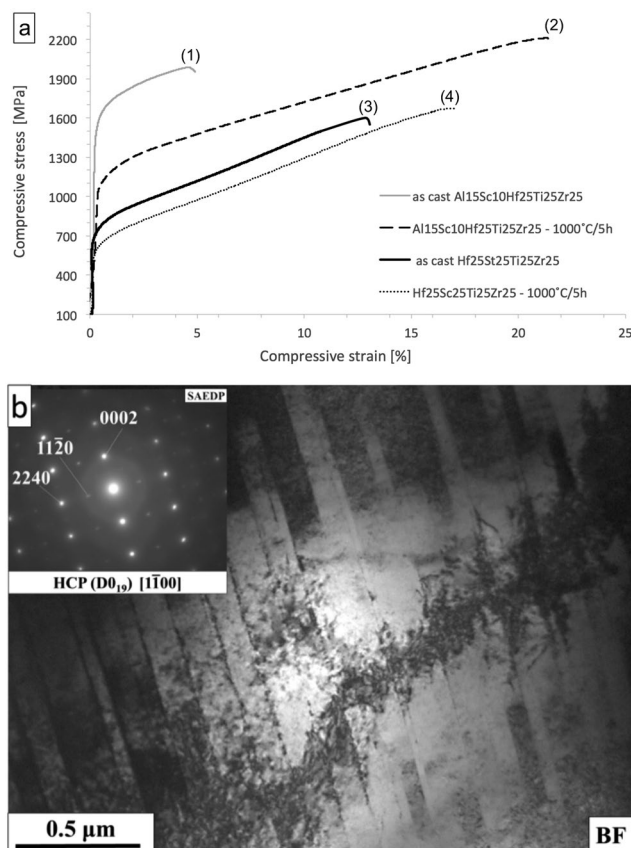 a
(1)
(2)
(3)
(4)
2200
1900
1600
1300
1000
700
400
100
Compressive stress [MPa]
0
5
10
15
20
25
Compressive strain [%]
as cast Al15Sc10Hf25Ti25Zr25
Al15Sc10Hf25Ti25Zr25 - 1000˚C/5h
as cast Hf25St25Ti25Zr25
Hf25Sc25Ti25Zr25 - 1000˚C/5h
b
SAEDP
0002
112̅0
2240
HCP (D0₁₉) [11̅00]
0.5 µm
BF